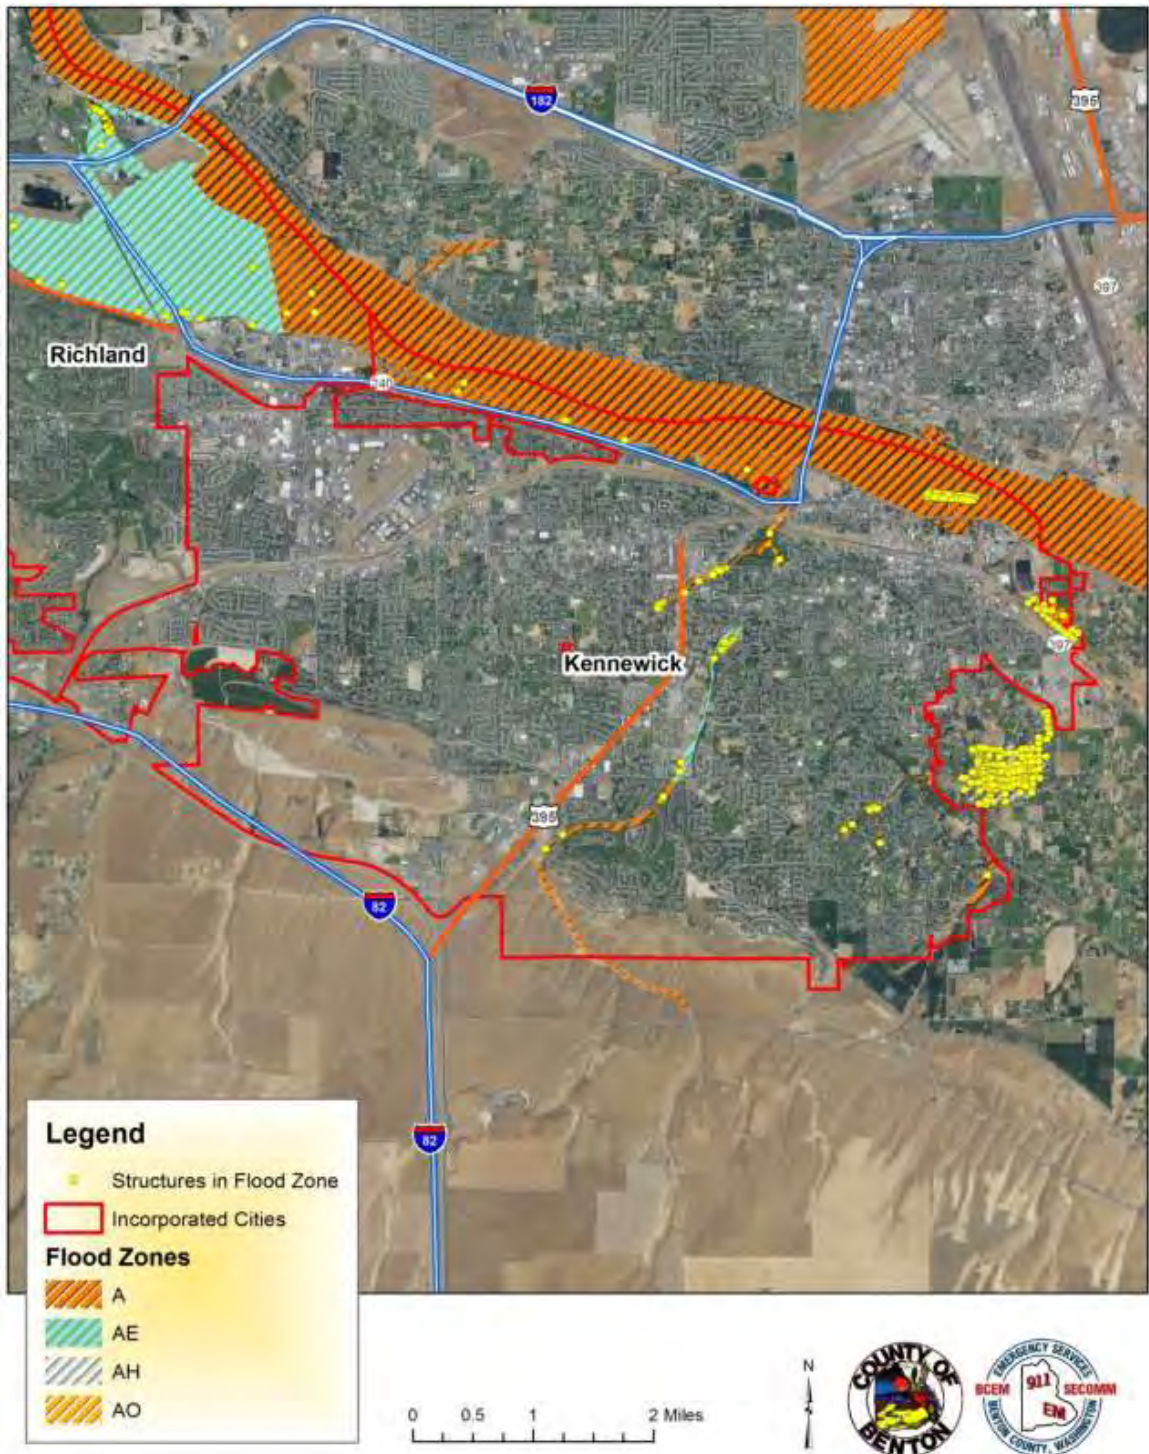 182
395
397
Richland
240
Kennewick
397
395
82
82
Legend
Structures in Flood Zone
Incorporated Cities
Flood Zones
A
AE
AH
AO
0 0.5 1 2 Miles
N
COUNTY OF
BENTON
EMERGENCY SERVICES
BCEM 911 SECOMM
EM
BENTON COUNTY, WASHINGTON